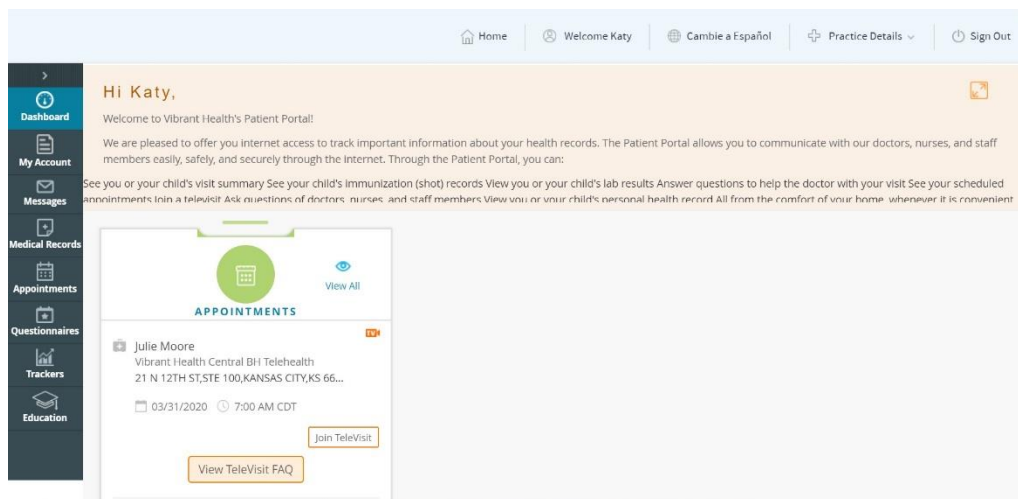 Home
Welcome Katy
Cambie a Español
Practice Details
Sign Out
Dashboard
My Account
Messages
Medical Records
Appointments
Questionnaires
Trackers
Education
Hi Katy,
Welcome to Vibrant Health's Patient Portal!
We are pleased to offer you internet access to track important information about your health records. The Patient Portal allows you to communicate with our doctors, nurses, and staff
members easily, safely, and securely through the Internet. Through the Patient Portal, you can:
See you or your child's visit summary See your child's immunization (shot) records View you or your child's lab results Answer questions to help the doctor with your visit See your scheduled
appointments Join a televisit Ask questions of doctors, nurses, and staff members View you or your child's personal health record All from the comfort of your home, whenever it is convenient
View All
APPOINTMENTS
TV
Julie Moore
Vibrant Health Central BH Telehealth
21 N 12TH ST,STE 100,KANSAS CITY,KS 66...
03/31/2020 7:00 AM CDT
Join TeleVisit
View TeleVisit FAQ